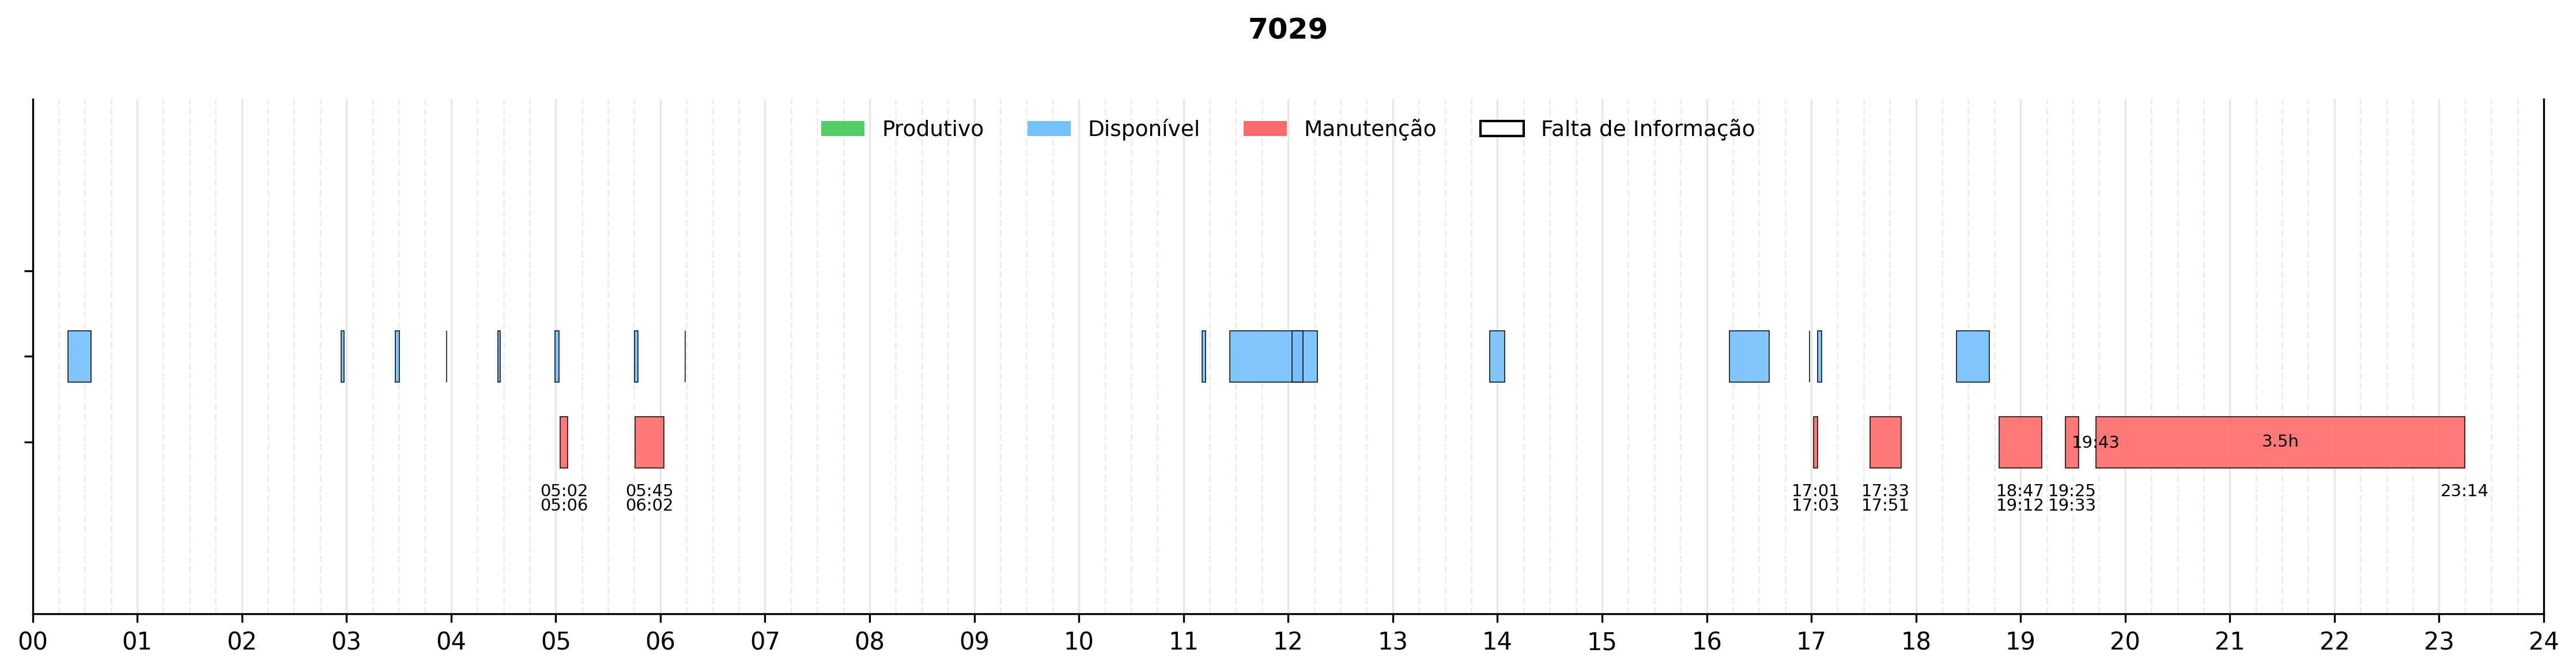 7029
Produtivo Disponível Manutenção Falta de Informação
19:43 3.5h
05:02 05:45 17:01 17:33 18:47 19:25 23:14
05:06 06:02 17:03 17:51 19:12 19:33
00 01 02 03 04 05 06 07 08 09 10 11 12 13 14 15 16 17 18 19 20 21 22 23 24